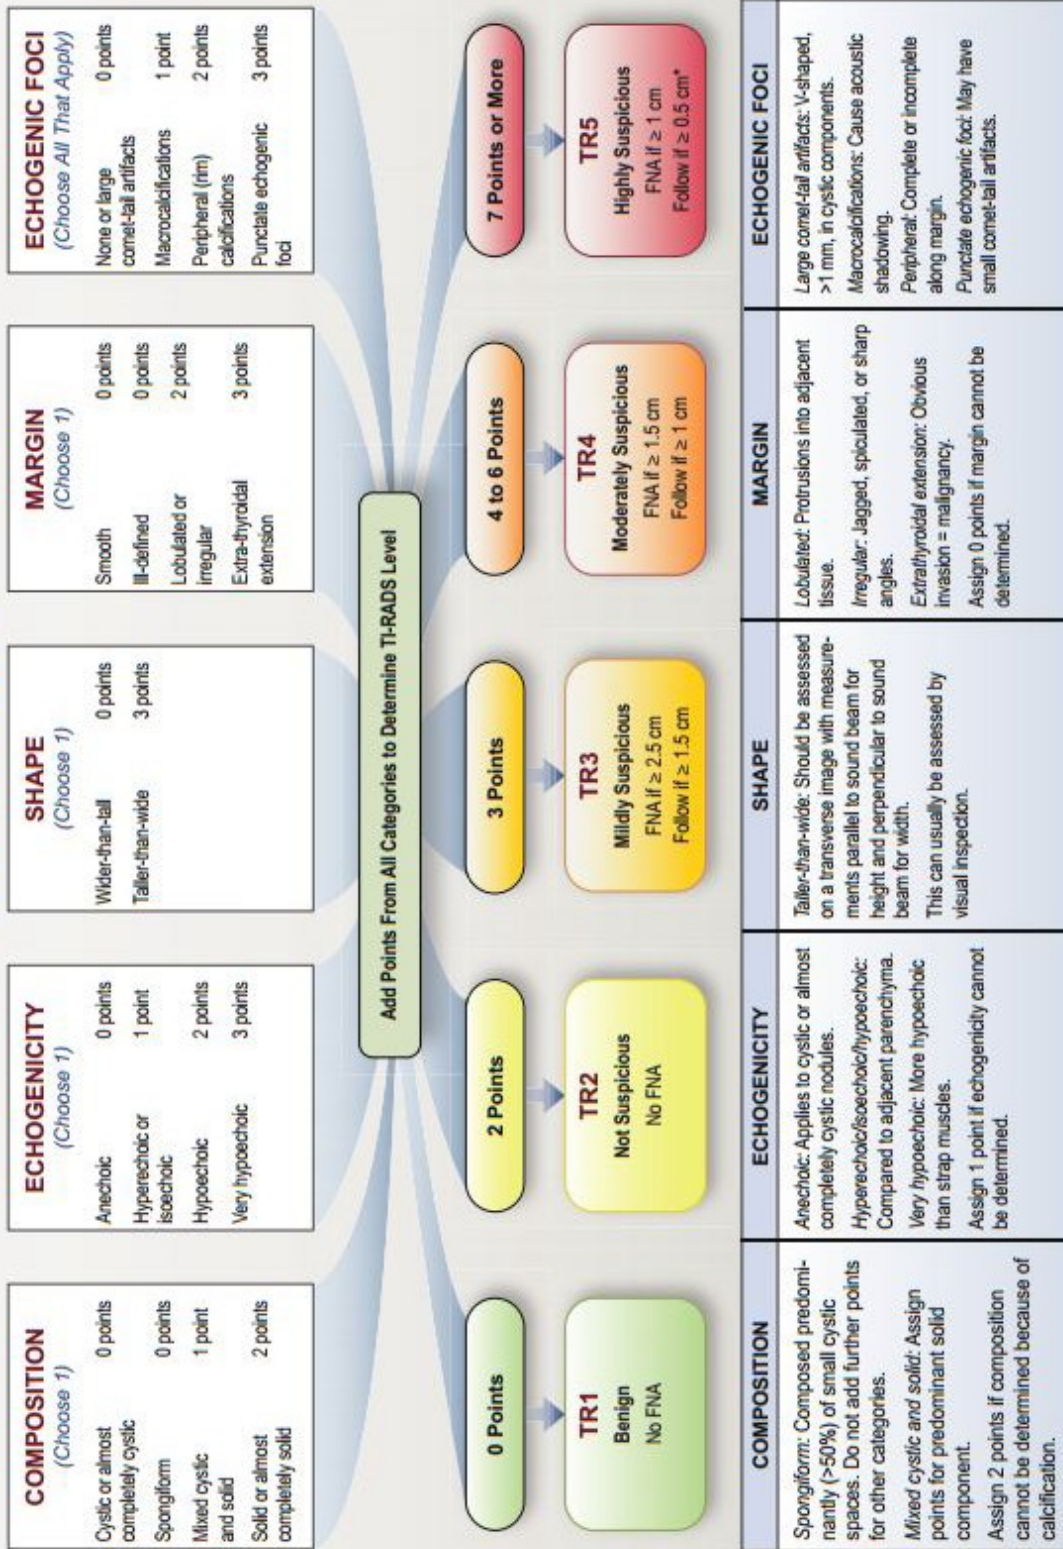 COMPOSITION
(Choose 1)
Cystic or almost 0 points
completely cystic
Spongiform 0 points
Mixed cystic 1 point
and solid
Solid or almost 2 points
completely solid
ECHOGENICITY
(Choose 1)
Anechoic 0 points
Hyperechoic or 1 point
isoechoic
Hypoechoic 2 points
Very hypoechoic 3 points
SHAPE
(Choose 1)
Wider-than-tall 0 points
Taller-than-wide 3 points
MARGIN
(Choose 1)
Smooth 0 points
Ill-defined 0 points
Lobulated or 2 points
irregular
Extra-thyroidal 3 points
extension
ECHOGENIC FOCI
(Choose All That Apply)
None or large 0 points
comet-tail artifacts
Macrocalcifications 1 point
Peripheral (rim) 2 points
calcifications
Punctate echogenic 3 points
foci
Add Points From All Categories to Determine TI-RADS Level
0 Points
2 Points
3 Points
4 to 6 Points
7 Points or More
TR1
Benign
No FNA
TR2
Not Suspicious
No FNA
TR3
Mildly Suspicious
FNA if ≥ 2.5 cm
Follow if ≥ 1.5 cm
TR4
Moderately Suspicious
FNA if ≥ 1.5 cm
Follow if ≥ 1 cm
TR5
Highly Suspicious
FNA if ≥ 1 cm
Follow if ≥ 0.5 cm*
COMPOSITION
Spongiform: Composed predomi-
nantly (>50%) of small cystic
spaces. Do not add further points
for other categories.
Mixed cystic and solid: Assign
points for predominant solid
component.
Assign 2 points if composition
cannot be determined because of
calcification.
ECHOGENICITY
Anechoic: Applies to cystic or almost
completely cystic nodules.
Hyperechoic/isoechoic/hypoechoic:
Compared to adjacent parenchyma.
Very hypoechoic: More hypoechoic
than strap muscles.
Assign 1 point if echogenicity cannot
be determined.
SHAPE
Taller-than-wide: Should be assessed
on a transverse image with measure-
ments parallel to sound beam for
height and perpendicular to sound
beam for width.
This can usually be assessed by
visual inspection.
MARGIN
Lobulated: Protrusions into adjacent
tissue.
Irregular: Jagged, spiculated, or sharp
angles.
Extrathyroidal extension: Obvious
invasion = malignancy.
Assign 0 points if margin cannot be
determined.
ECHOGENIC FOCI
Large comet-tail artifacts: V-shaped,
>1 mm, in cystic components.
Macrocalcifications: Cause acoustic
shadowing.
Peripheral: Complete or incomplete
along margin.
Punctate echogenic foci: May have
small comet-tail artifacts.